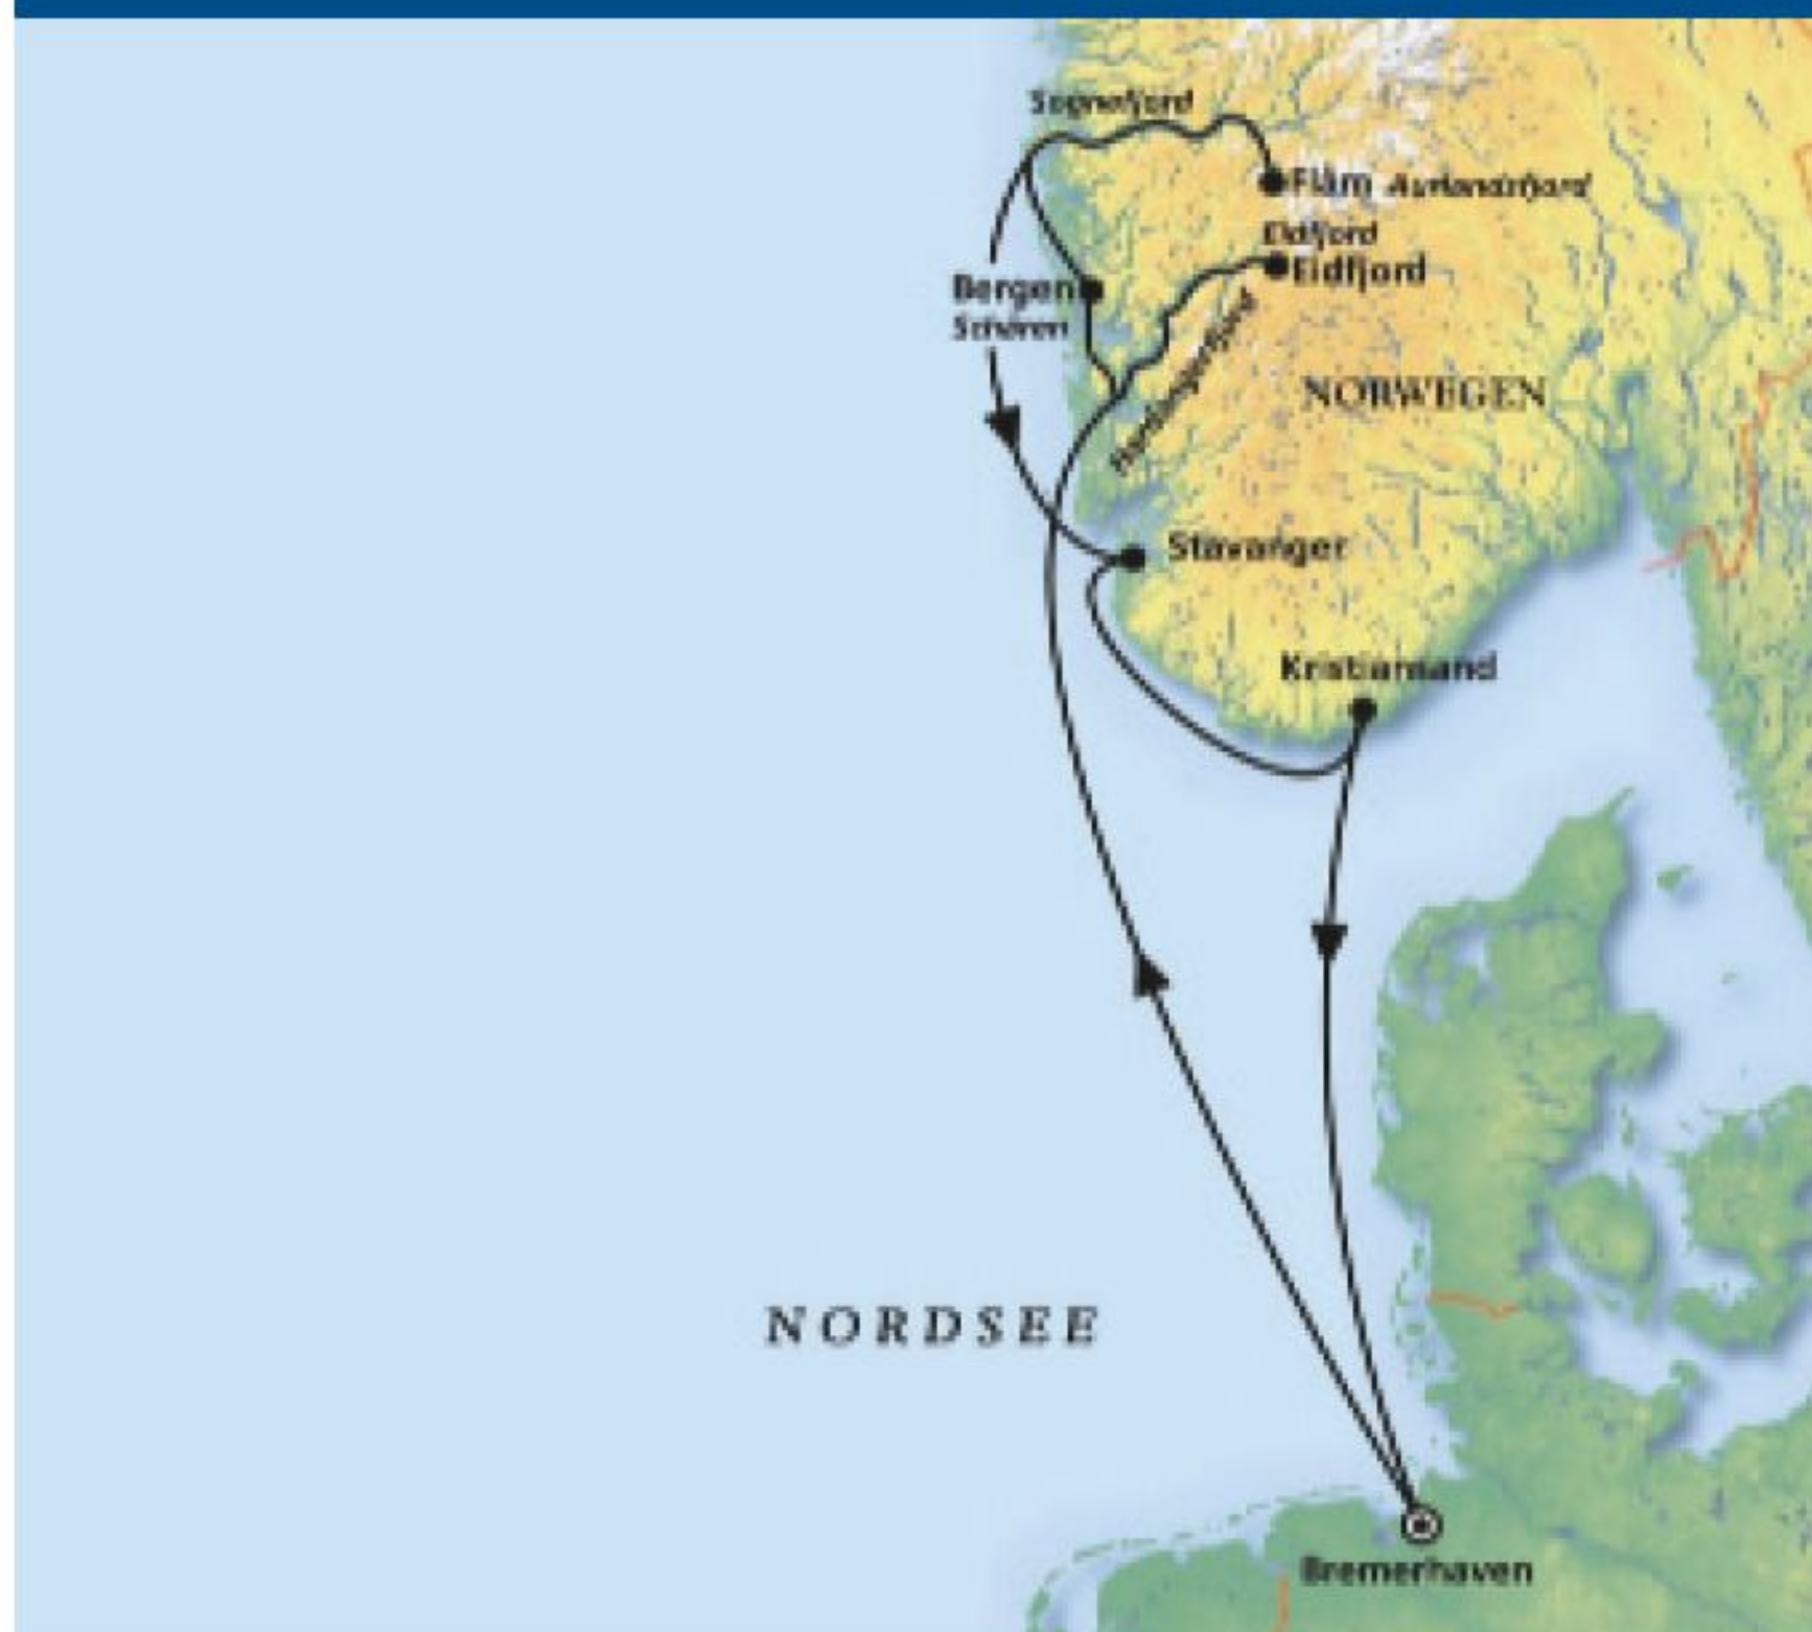 Sognefjord
Flåm Aurlandsfjord
Eidfjord
Eidfjord
Bergen
Schären
Hardangerfjord
NORWEGEN
Stavanger
Kristiansand
NORDSEE
Bremerhaven